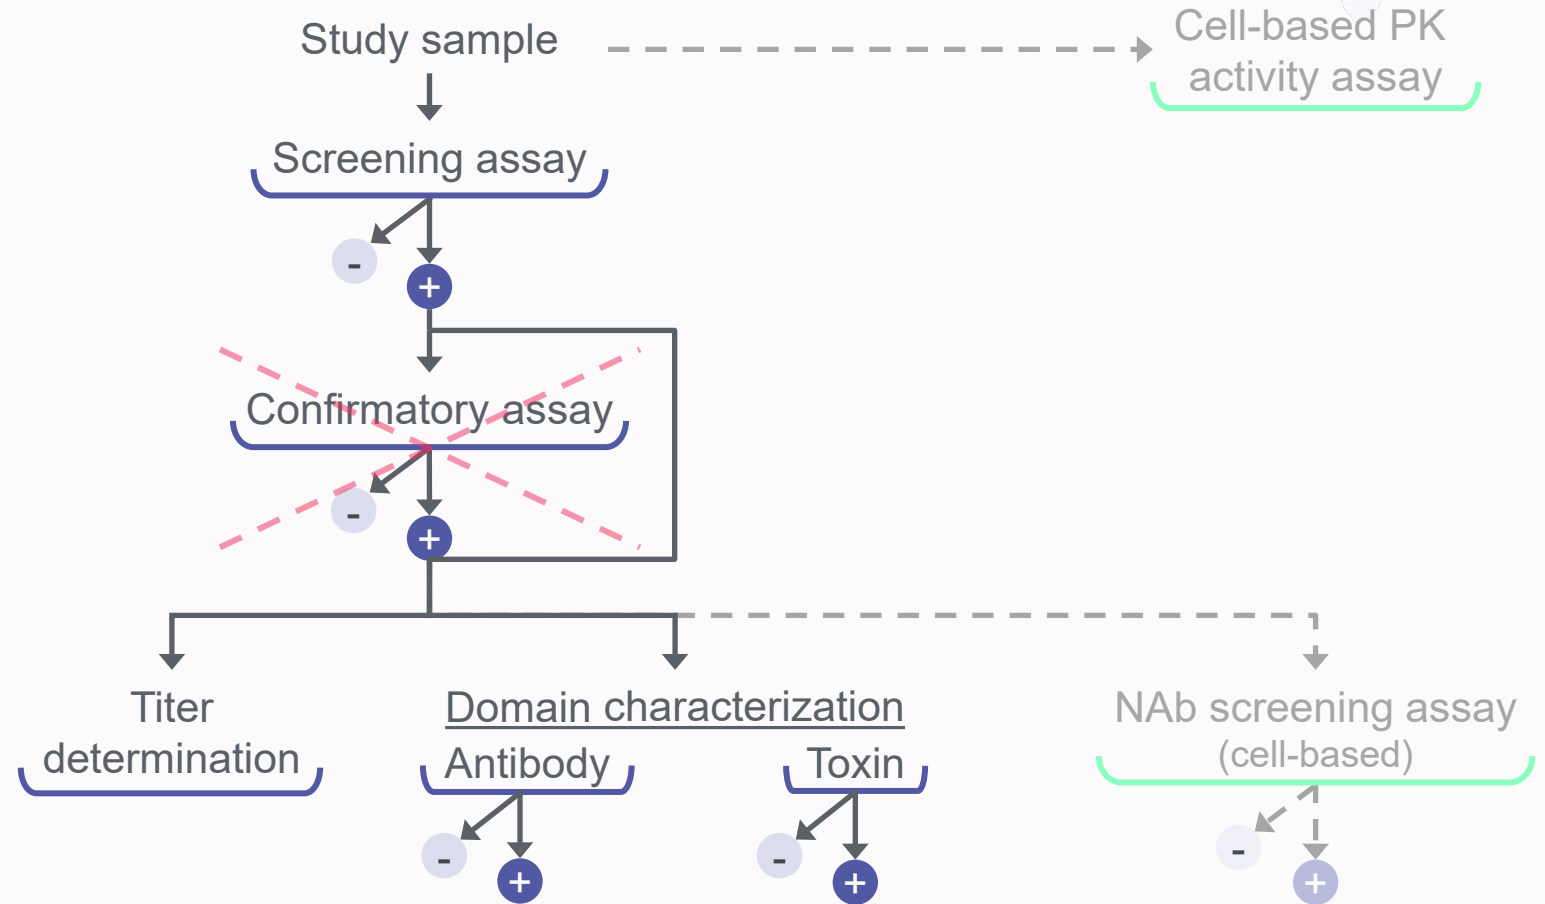 Study sample
Cell-based PK
activity assay
Screening assay
-
+
Confirmatory assay
-
+
Titer
determination
Domain characterization
Antibody
Toxin
NAb screening assay
(cell-based)
-
+
-
+
-
+